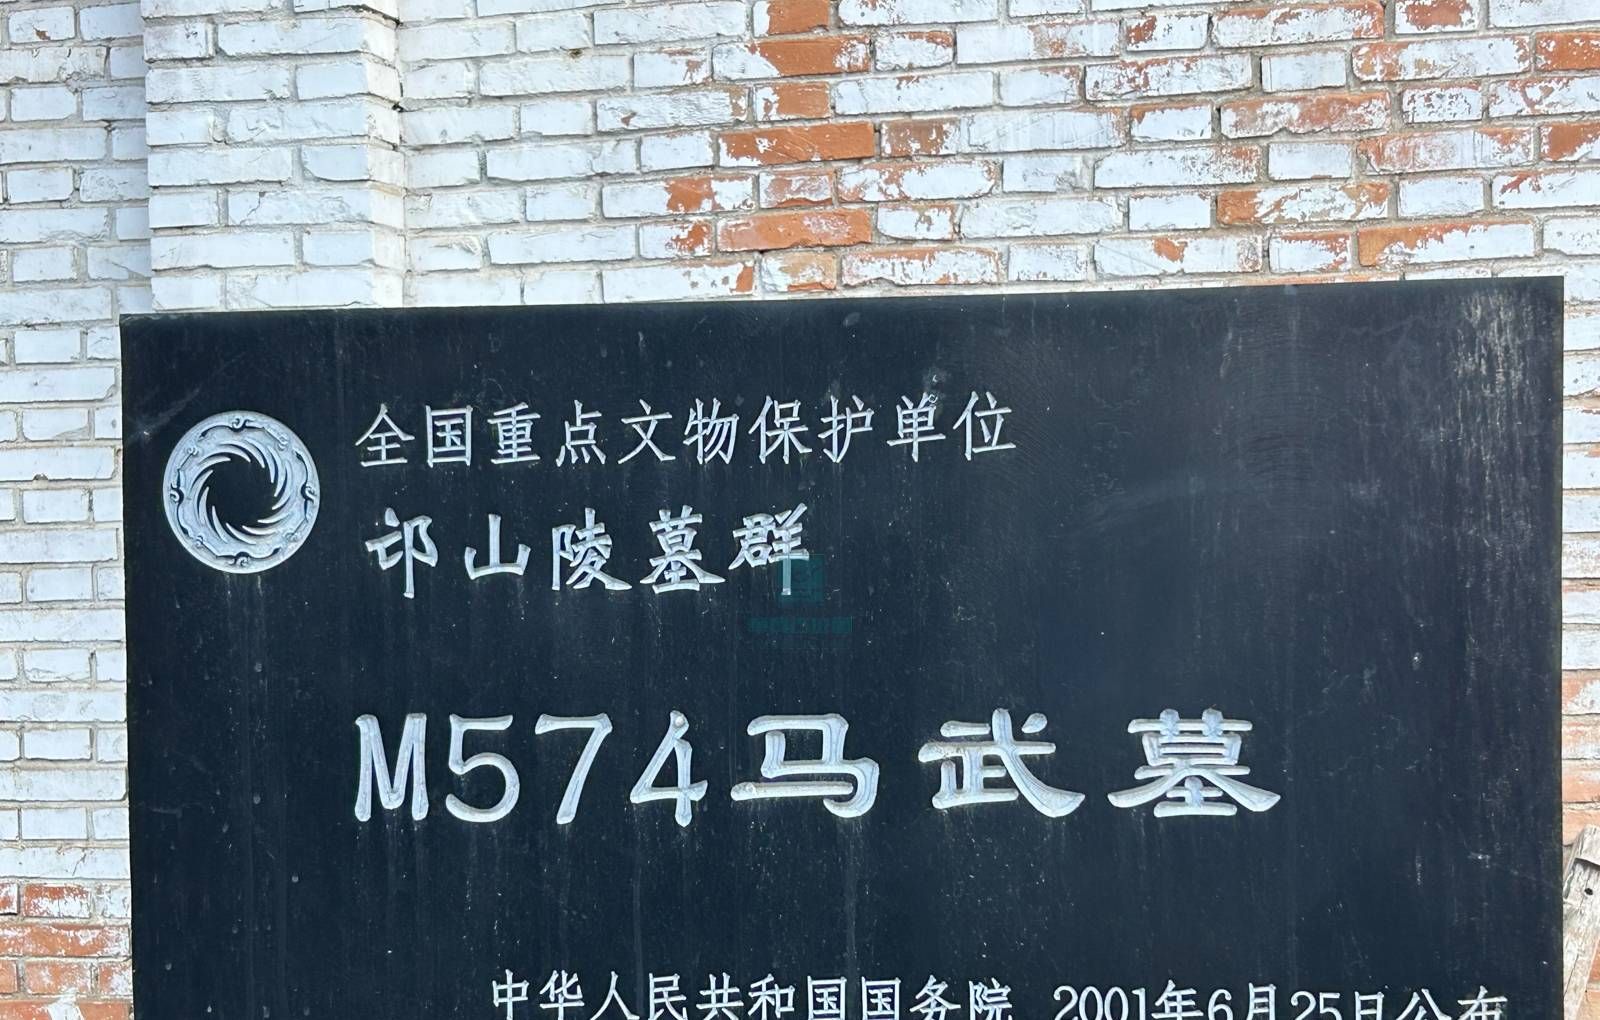 全国重点文物保护单位
邙山陵墓群
M574马武墓
中华人民共和国国务院 2001年6月25日公布